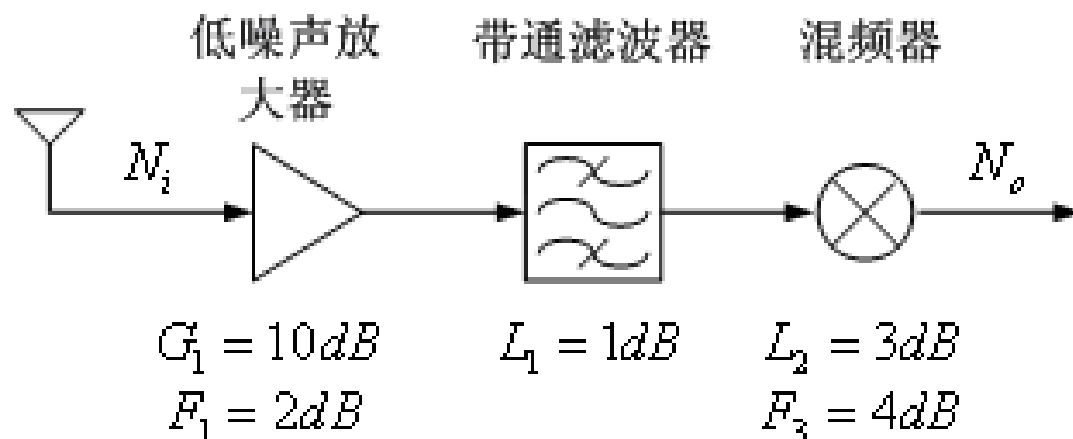 低噪声放
大器
带通滤波器
混频器
N_i
N_o
G_1 = 10dB
F_1 = 2dB
L_1 = 1dB
L_2 = 3dB
F_3 = 4dB